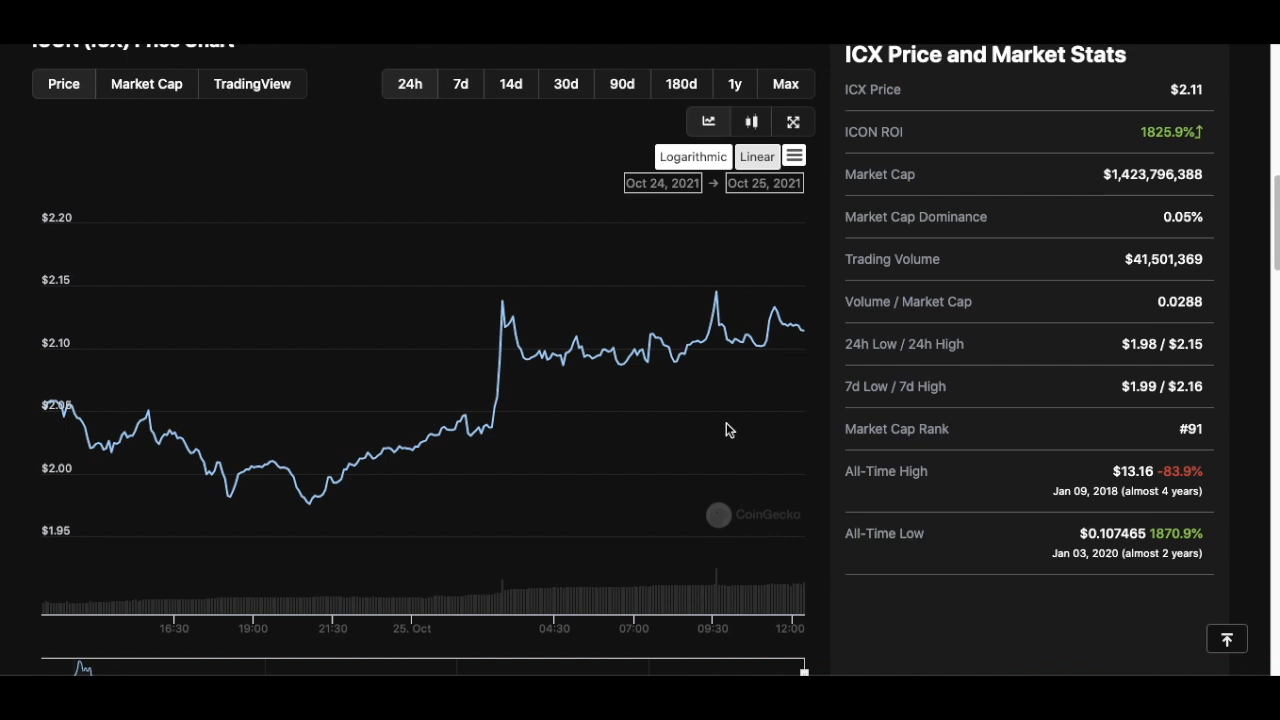 ICON (ICX) Price Chart
Price Market Cap TradingView
24h 7d 14d 30d 90d 180d 1y Max
Logarithmic Linear
Oct 24, 2021 → Oct 25, 2021
$2.20
$2.15
$2.10
$2.05
$2.00
$1.95
CoinGecko
16:30 19:00 21:30 25. Oct 04:30 07:00 09:30 12:00
ICX Price and Market Stats
ICX Price $2.11
ICON ROI 1825.9%
Market Cap $1,423,796,388
Market Cap Dominance 0.05%
Trading Volume $41,501,369
Volume / Market Cap 0.0288
24h Low / 24h High $1.98 / $2.15
7d Low / 7d High $1.99 / $2.16
Market Cap Rank #91
All-Time High $13.16 -83.9%
Jan 09, 2018 (almost 4 years)
All-Time Low $0.107465 1870.9%
Jan 03, 2020 (almost 2 years)